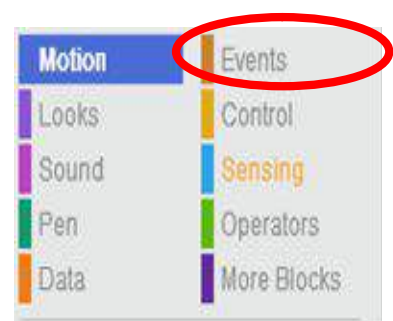 Motion Events
Looks Control
Sound Sensing
Pen Operators
Data More Blocks